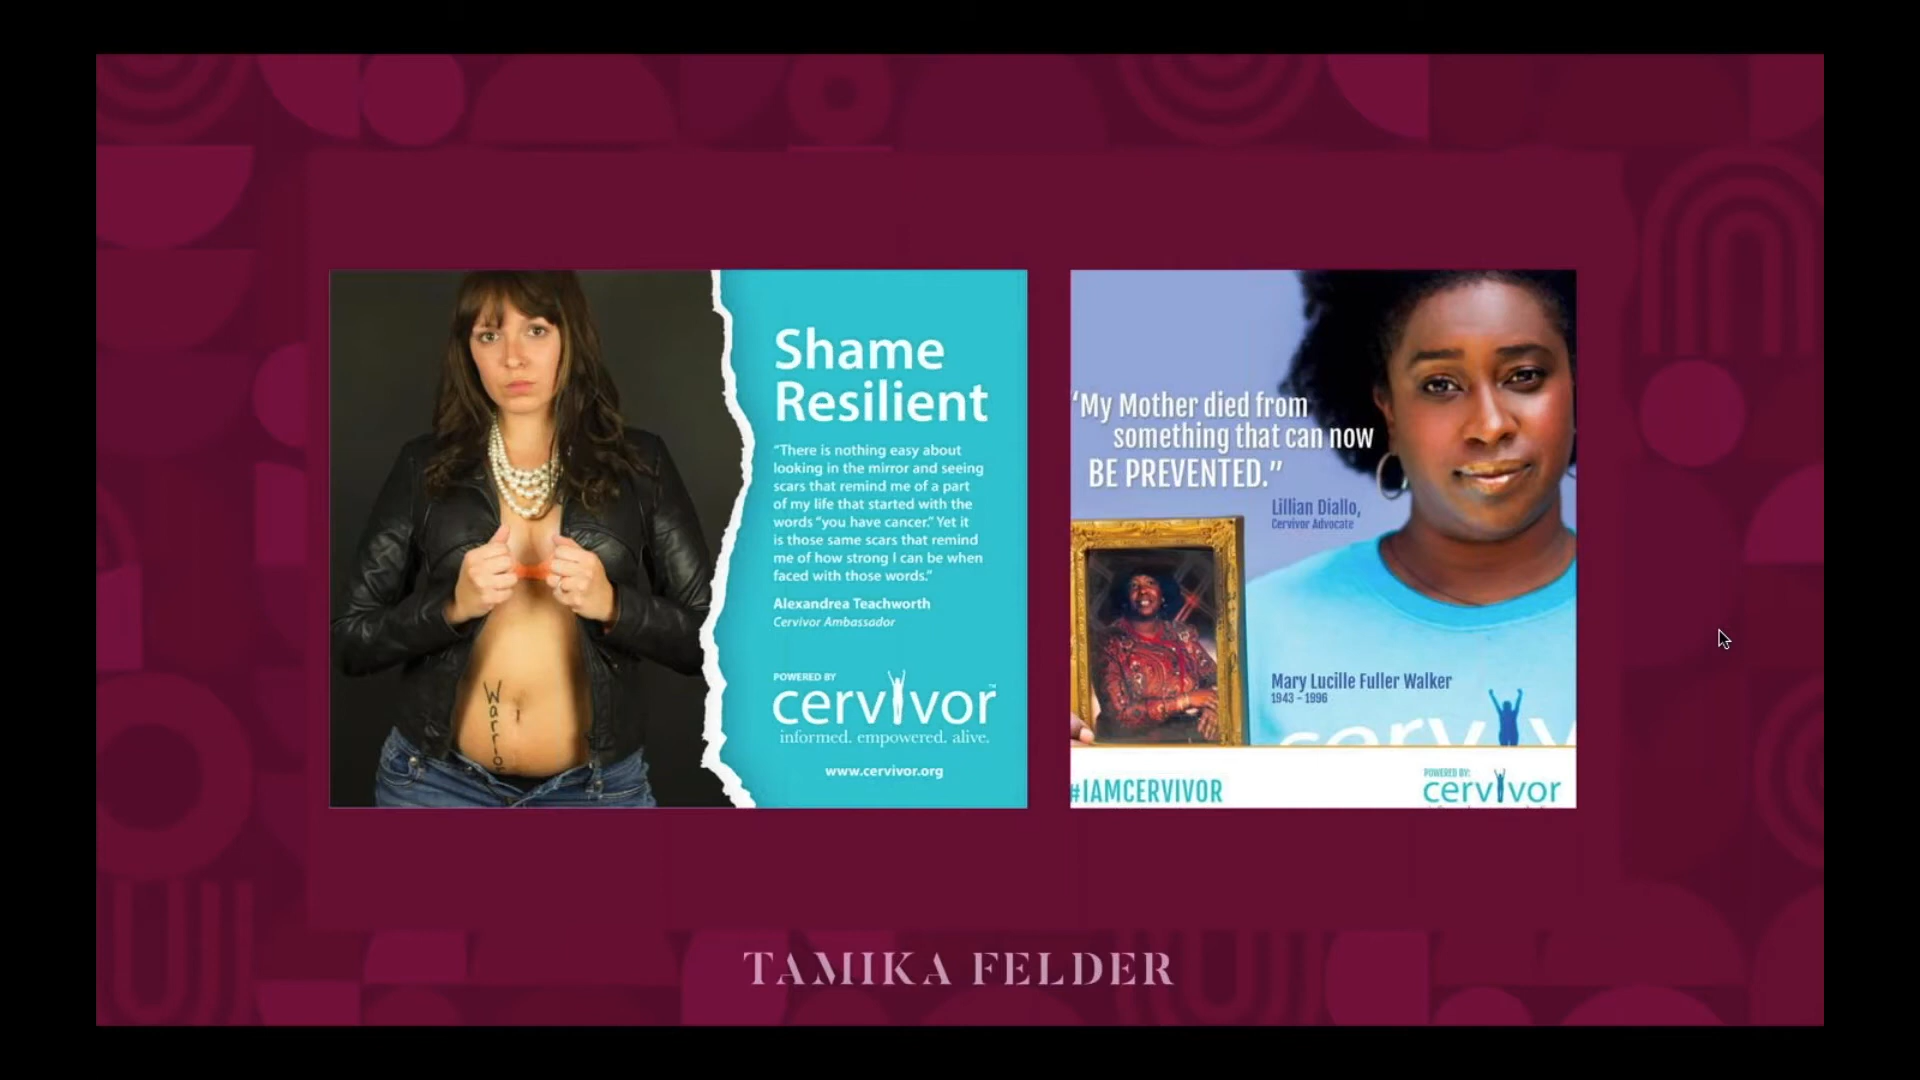 Shame
Resilient
"There is nothing easy about
looking in the mirror and seeing
scars that remind me of a part
of my life that started with the
words "you have cancer." Yet it
is those same scars that remind
me of how strong I can be when
faced with those words."
Alexandrea Teachworth
Cervivor Ambassador
POWERED BY
cervivor™
informed. empowered. alive.
www.cervivor.org
Warrior
‘My Mother died from
something that can now
BE PREVENTED.”
Lillian Diallo,
Cervivor Advocate
Mary Lucille Fuller Walker
1943 - 1996
cerv v
#IAMCERVIVOR
POWERED BY:
cervivor
TAMIKA FELDER